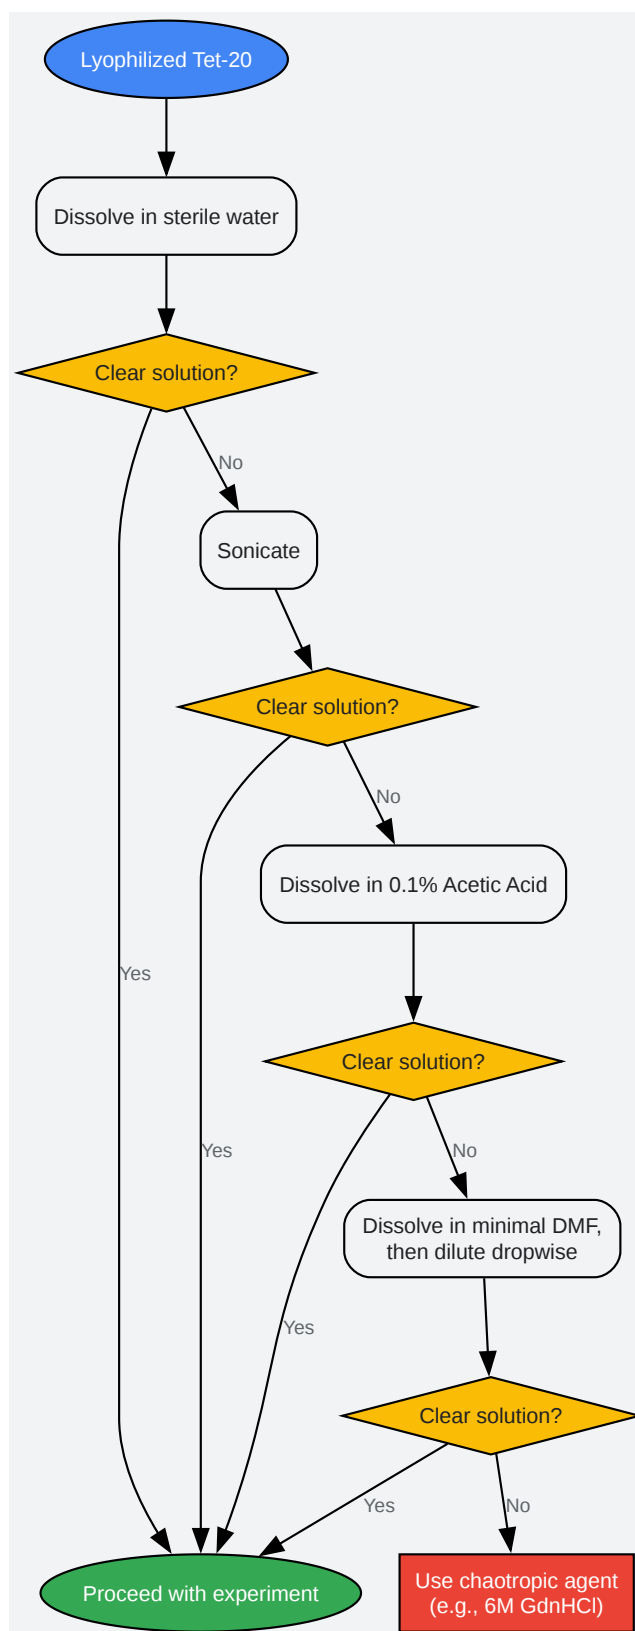 Lyophilized Tet-20
Dissolve in sterile water
Clear solution?
No
Sonicate
Clear solution?
No
Dissolve in 0.1% Acetic Acid
Yes
Clear solution?
Yes
No
Dissolve in minimal DMF,
then dilute dropwise
Yes
Clear solution?
Yes
No
Proceed with experiment
Use chaotropic agent
(e.g., 6M GdnHCl)